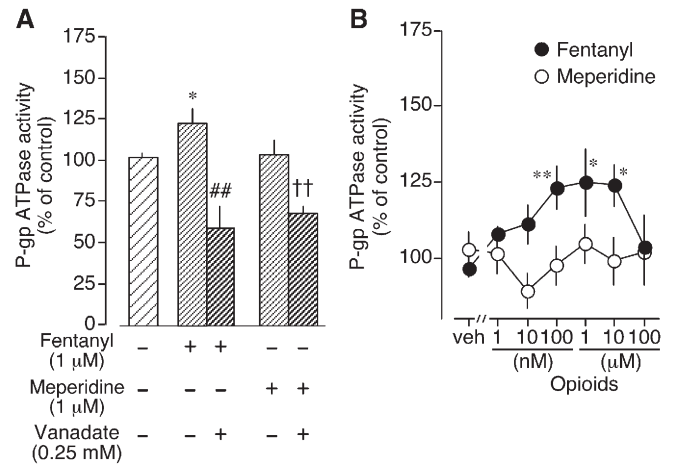 A
P-gp ATPase activity
(% of control)
175
150
125
100
75
50
25
0
*
##
††
Fentanyl
(1 μM)
– + + – –
Meperidine
(1 μM)
– – – + +
Vanadate
(0.25 mM)
– – + – +
B
P-gp ATPase activity
(% of control)
175
150
125
100
Fentanyl
Meperidine
** * *
veh 1 10 100 1 10 100
(nM) (μM)
Opioids